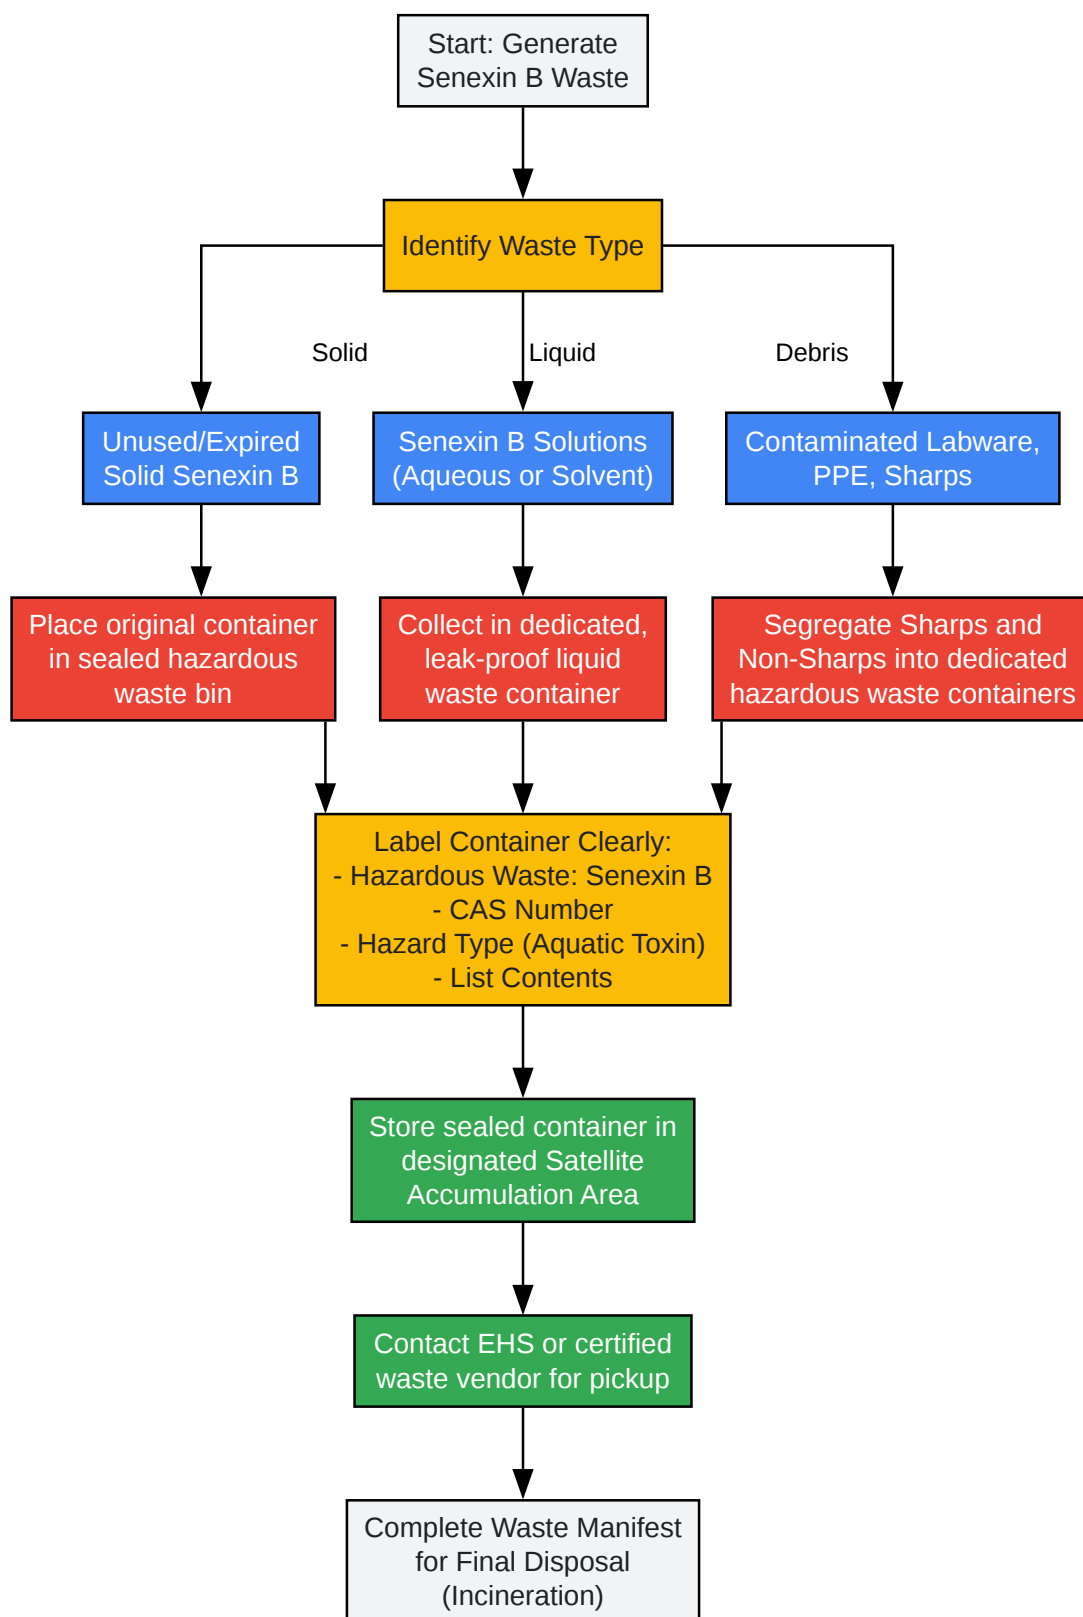 Start: Generate
Senexin B Waste
Identify Waste Type
Solid
Liquid
Debris
Unused/Expired
Solid Senexin B
Senexin B Solutions
(Aqueous or Solvent)
Contaminated Labware,
PPE, Sharps
Place original container
in sealed hazardous
waste bin
Collect in dedicated,
leak-proof liquid
waste container
Segregate Sharps and
Non-Sharps into dedicated
hazardous waste containers
Label Container Clearly:
- Hazardous Waste: Senexin B
- CAS Number
- Hazard Type (Aquatic Toxin)
- List Contents
Store sealed container in
designated Satellite
Accumulation Area
Contact EHS or certified
waste vendor for pickup
Complete Waste Manifest
for Final Disposal
(Incineration)